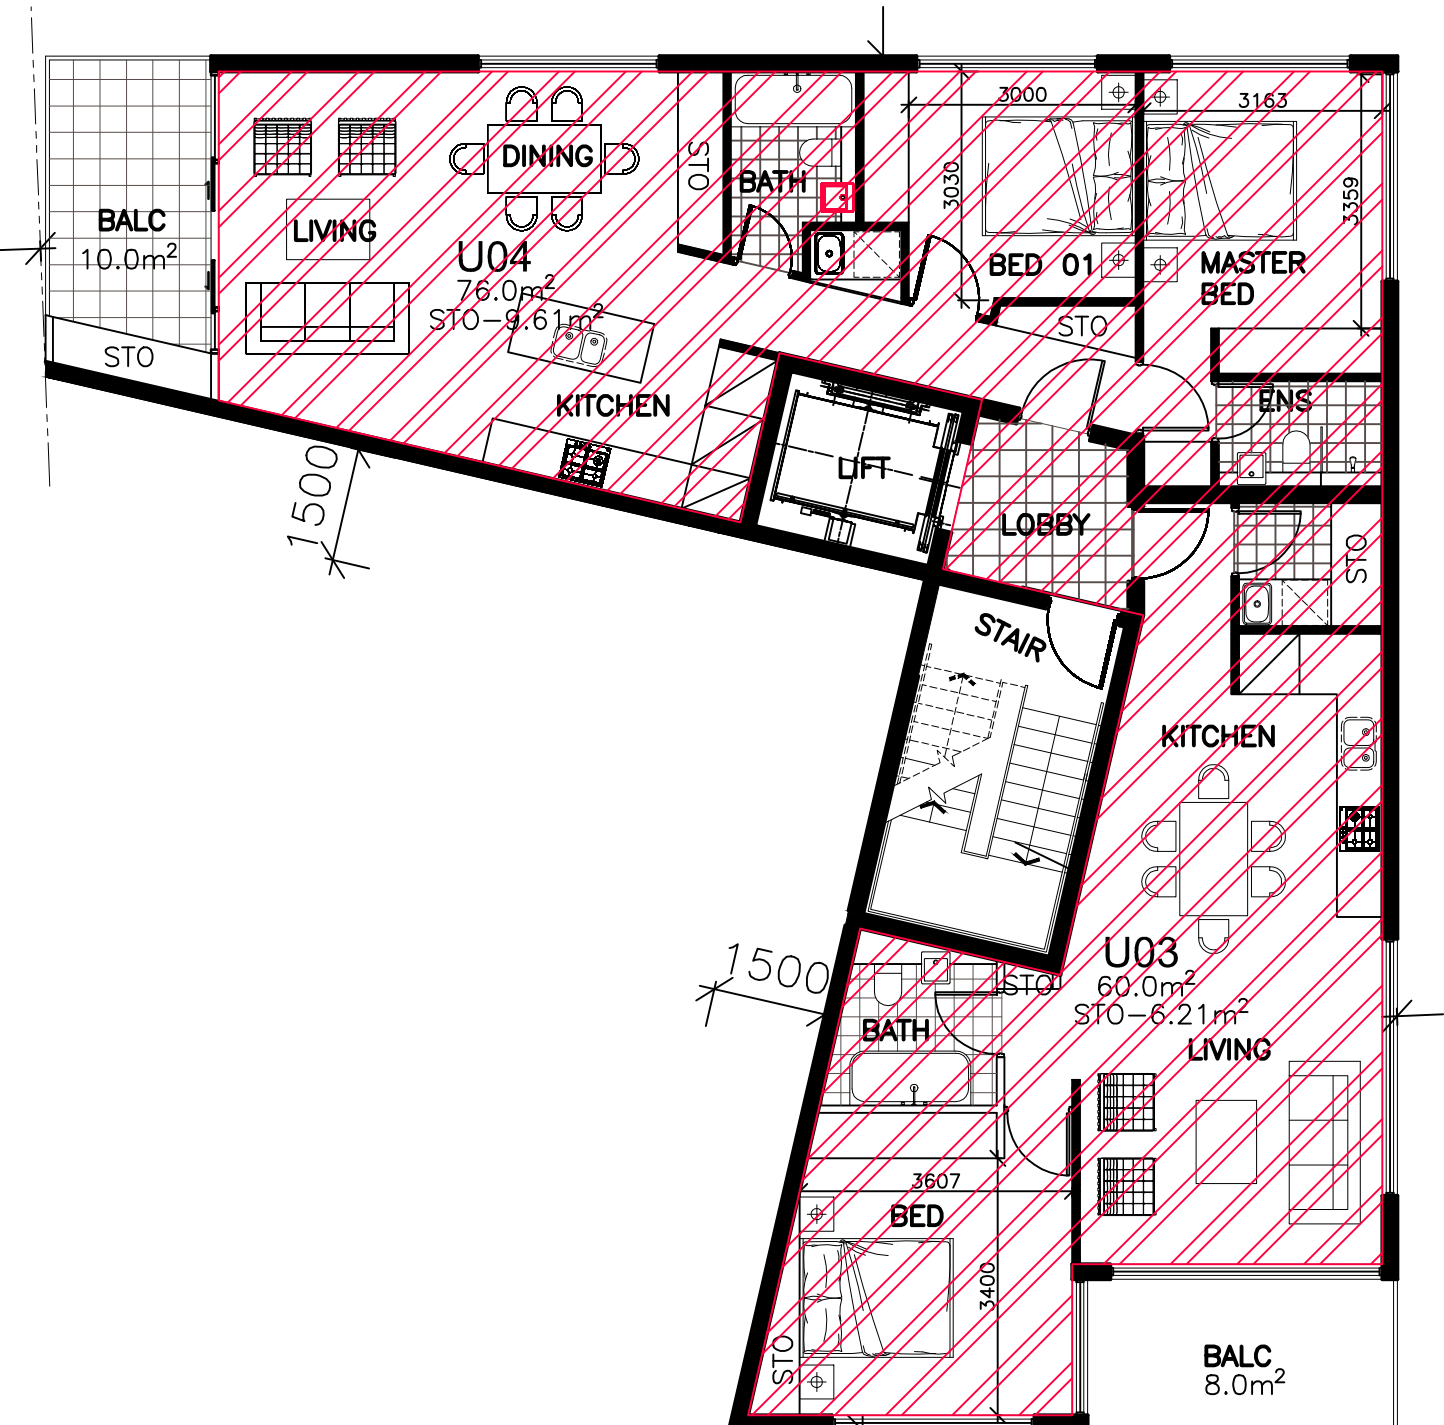 3000
3163
DINING
STO
BATH
3030
3359
BALC
10.0m²
LIVING
U04
76.0m²
STO-9.61m²
BED 01
MASTER
BED
STO
STO
KITCHEN
ENS
LIFT
1500
LOBBY
STO
STAIR
KITCHEN
1500
U03
60.0m²
STO-6.21m²
STO
BATH
LIVING
3607
BED
3400
STO
BALC
8.0m²